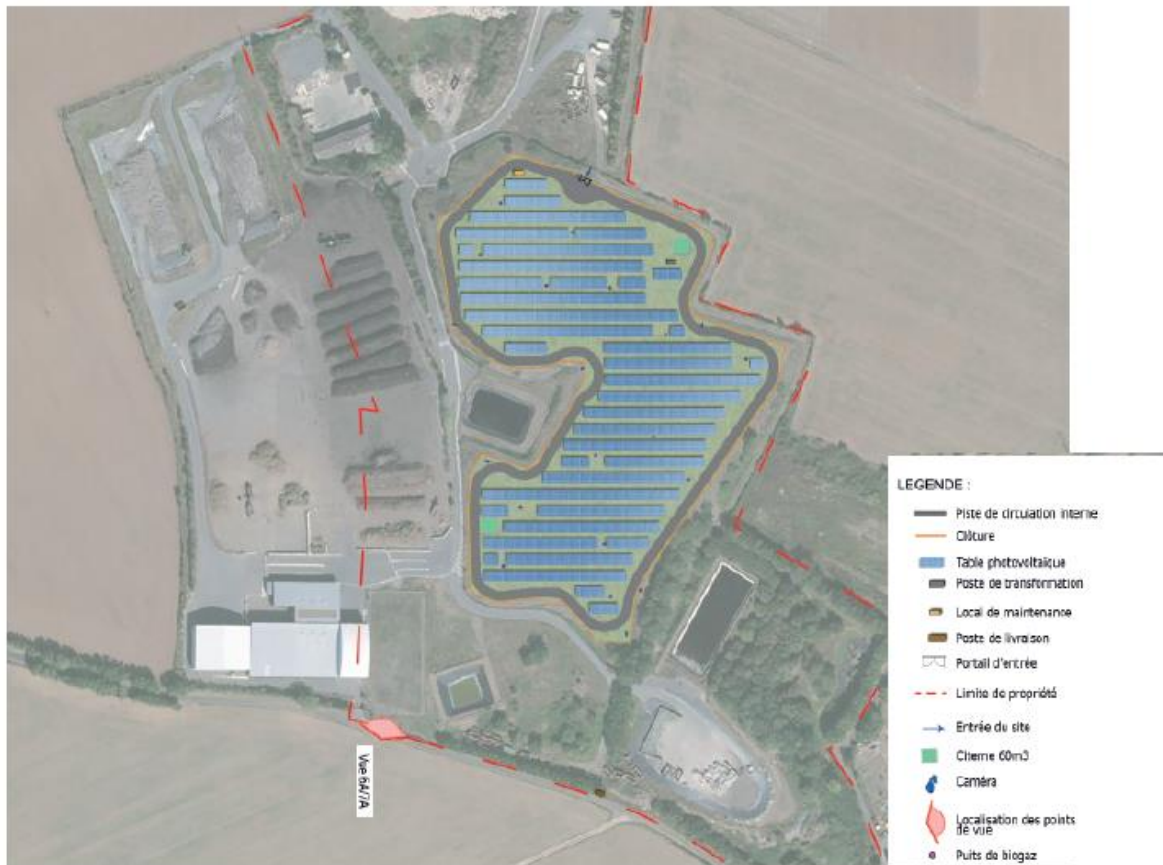 LEGENDE :
Piste de circulation interne
Clôture
Table photovoltaïque
Poste de transformation
Local de maintenance
Poste de livraison
Portail d'entrée
Limite de propriété
Entrée du site
Citerne 60m3
Caméra
Localisation des points
de vue
Puits de biogaz
Vue 6A/7A